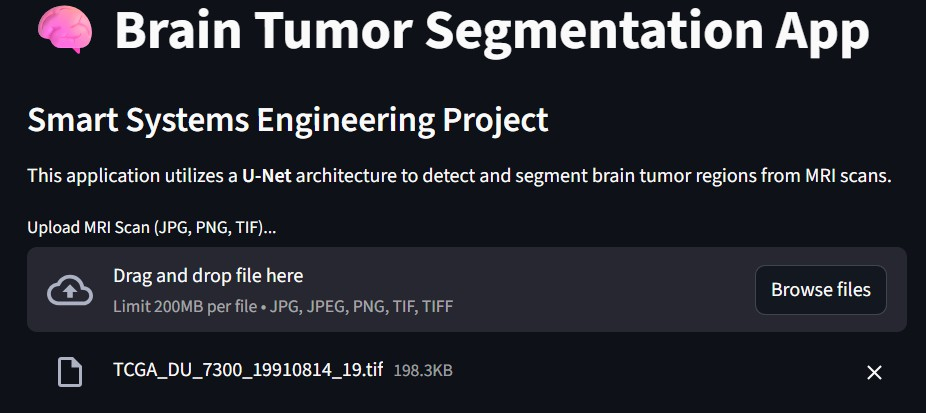 Brain Tumor Segmentation App
Smart Systems Engineering Project
This application utilizes a U-Net architecture to detect and segment brain tumor regions from MRI scans.
Upload MRI Scan (JPG, PNG, TIF)...
Drag and drop file here
Limit 200MB per file • JPG, JPEG, PNG, TIF, TIFF
Browse files
TCGA_DU_7300_19910814_19.tif 198.3KB